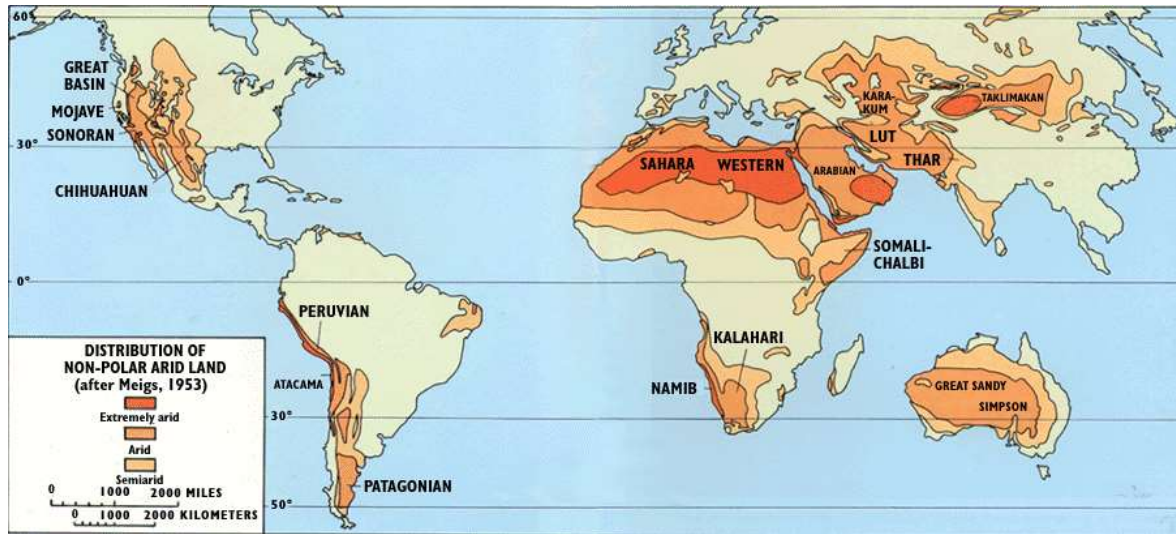 60°
GREAT
BASIN
MOJAVE
SONORAN
30°
CHIHUAHUAN
KARA-
KUM
TAKLIMAKAN
LUT
THAR
SAHARA
WESTERN
ARABIAN
SOMALI-
CHALBI
0°
PERUVIAN
KALAHARI
ATACAMA
NAMIB
GREAT SANDY
SIMPSON
30°
PATAGONIAN
50°
DISTRIBUTION OF
NON-POLAR ARID LAND
(after Meigs, 1953)
Extremely arid
Arid
Semiarid
0 1000 2000 MILES
0 1000 2000 KILOMETERS